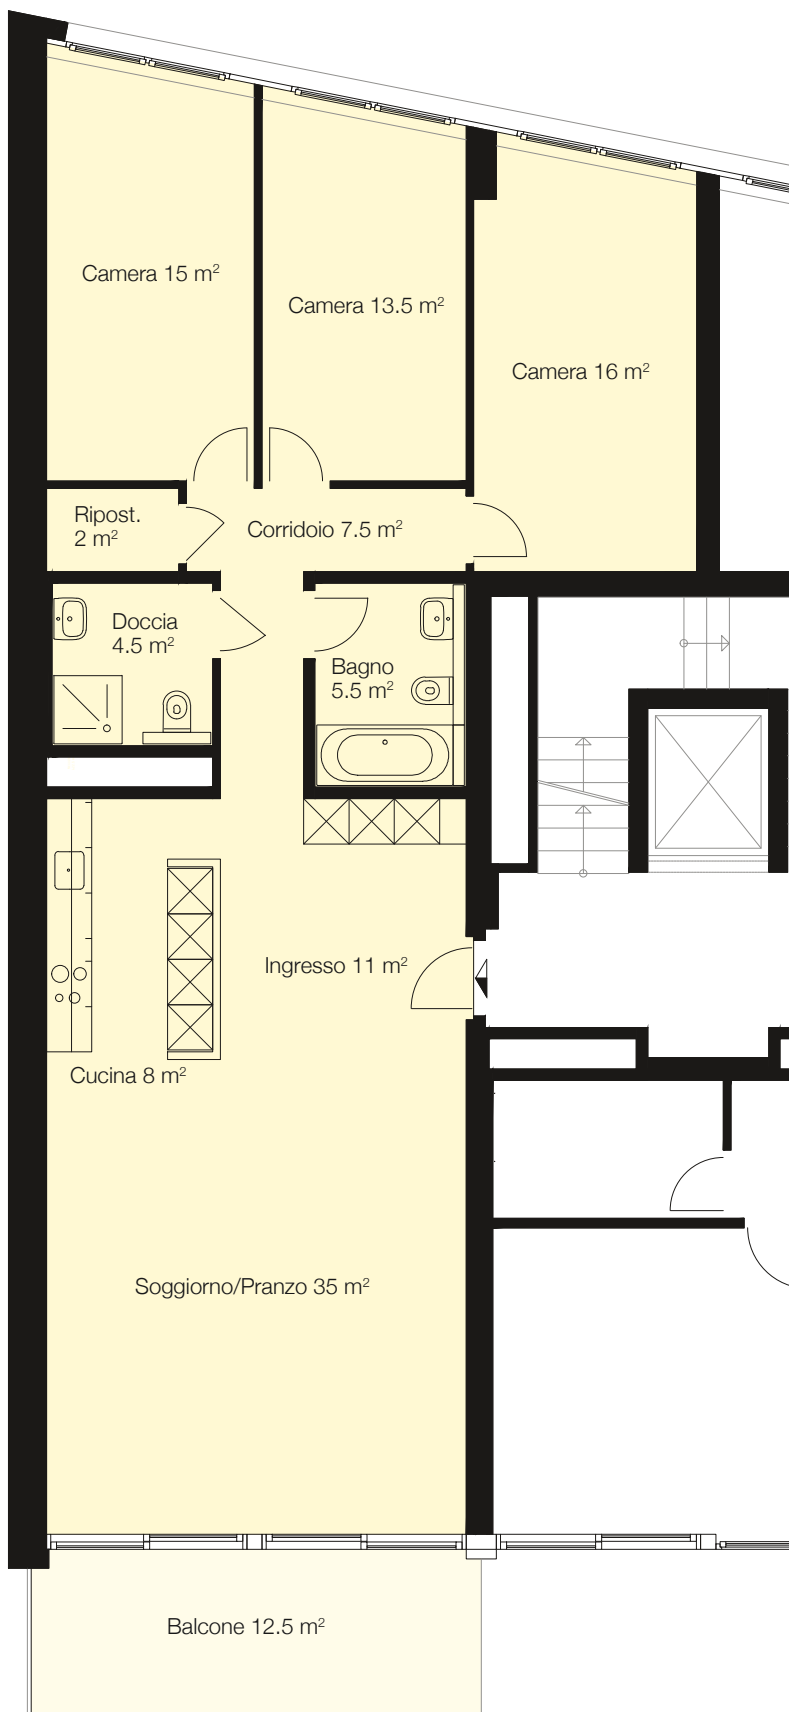 Camera 15 m²
Camera 13.5 m²
Camera 16 m²
Ripost.
2 m²
Corridoio 7.5 m²
Doccia
4.5 m²
Bagno
5.5 m²
Ingresso 11 m²
Cucina 8 m²
Soggiorno/Pranzo 35 m²
Balcone 12.5 m²